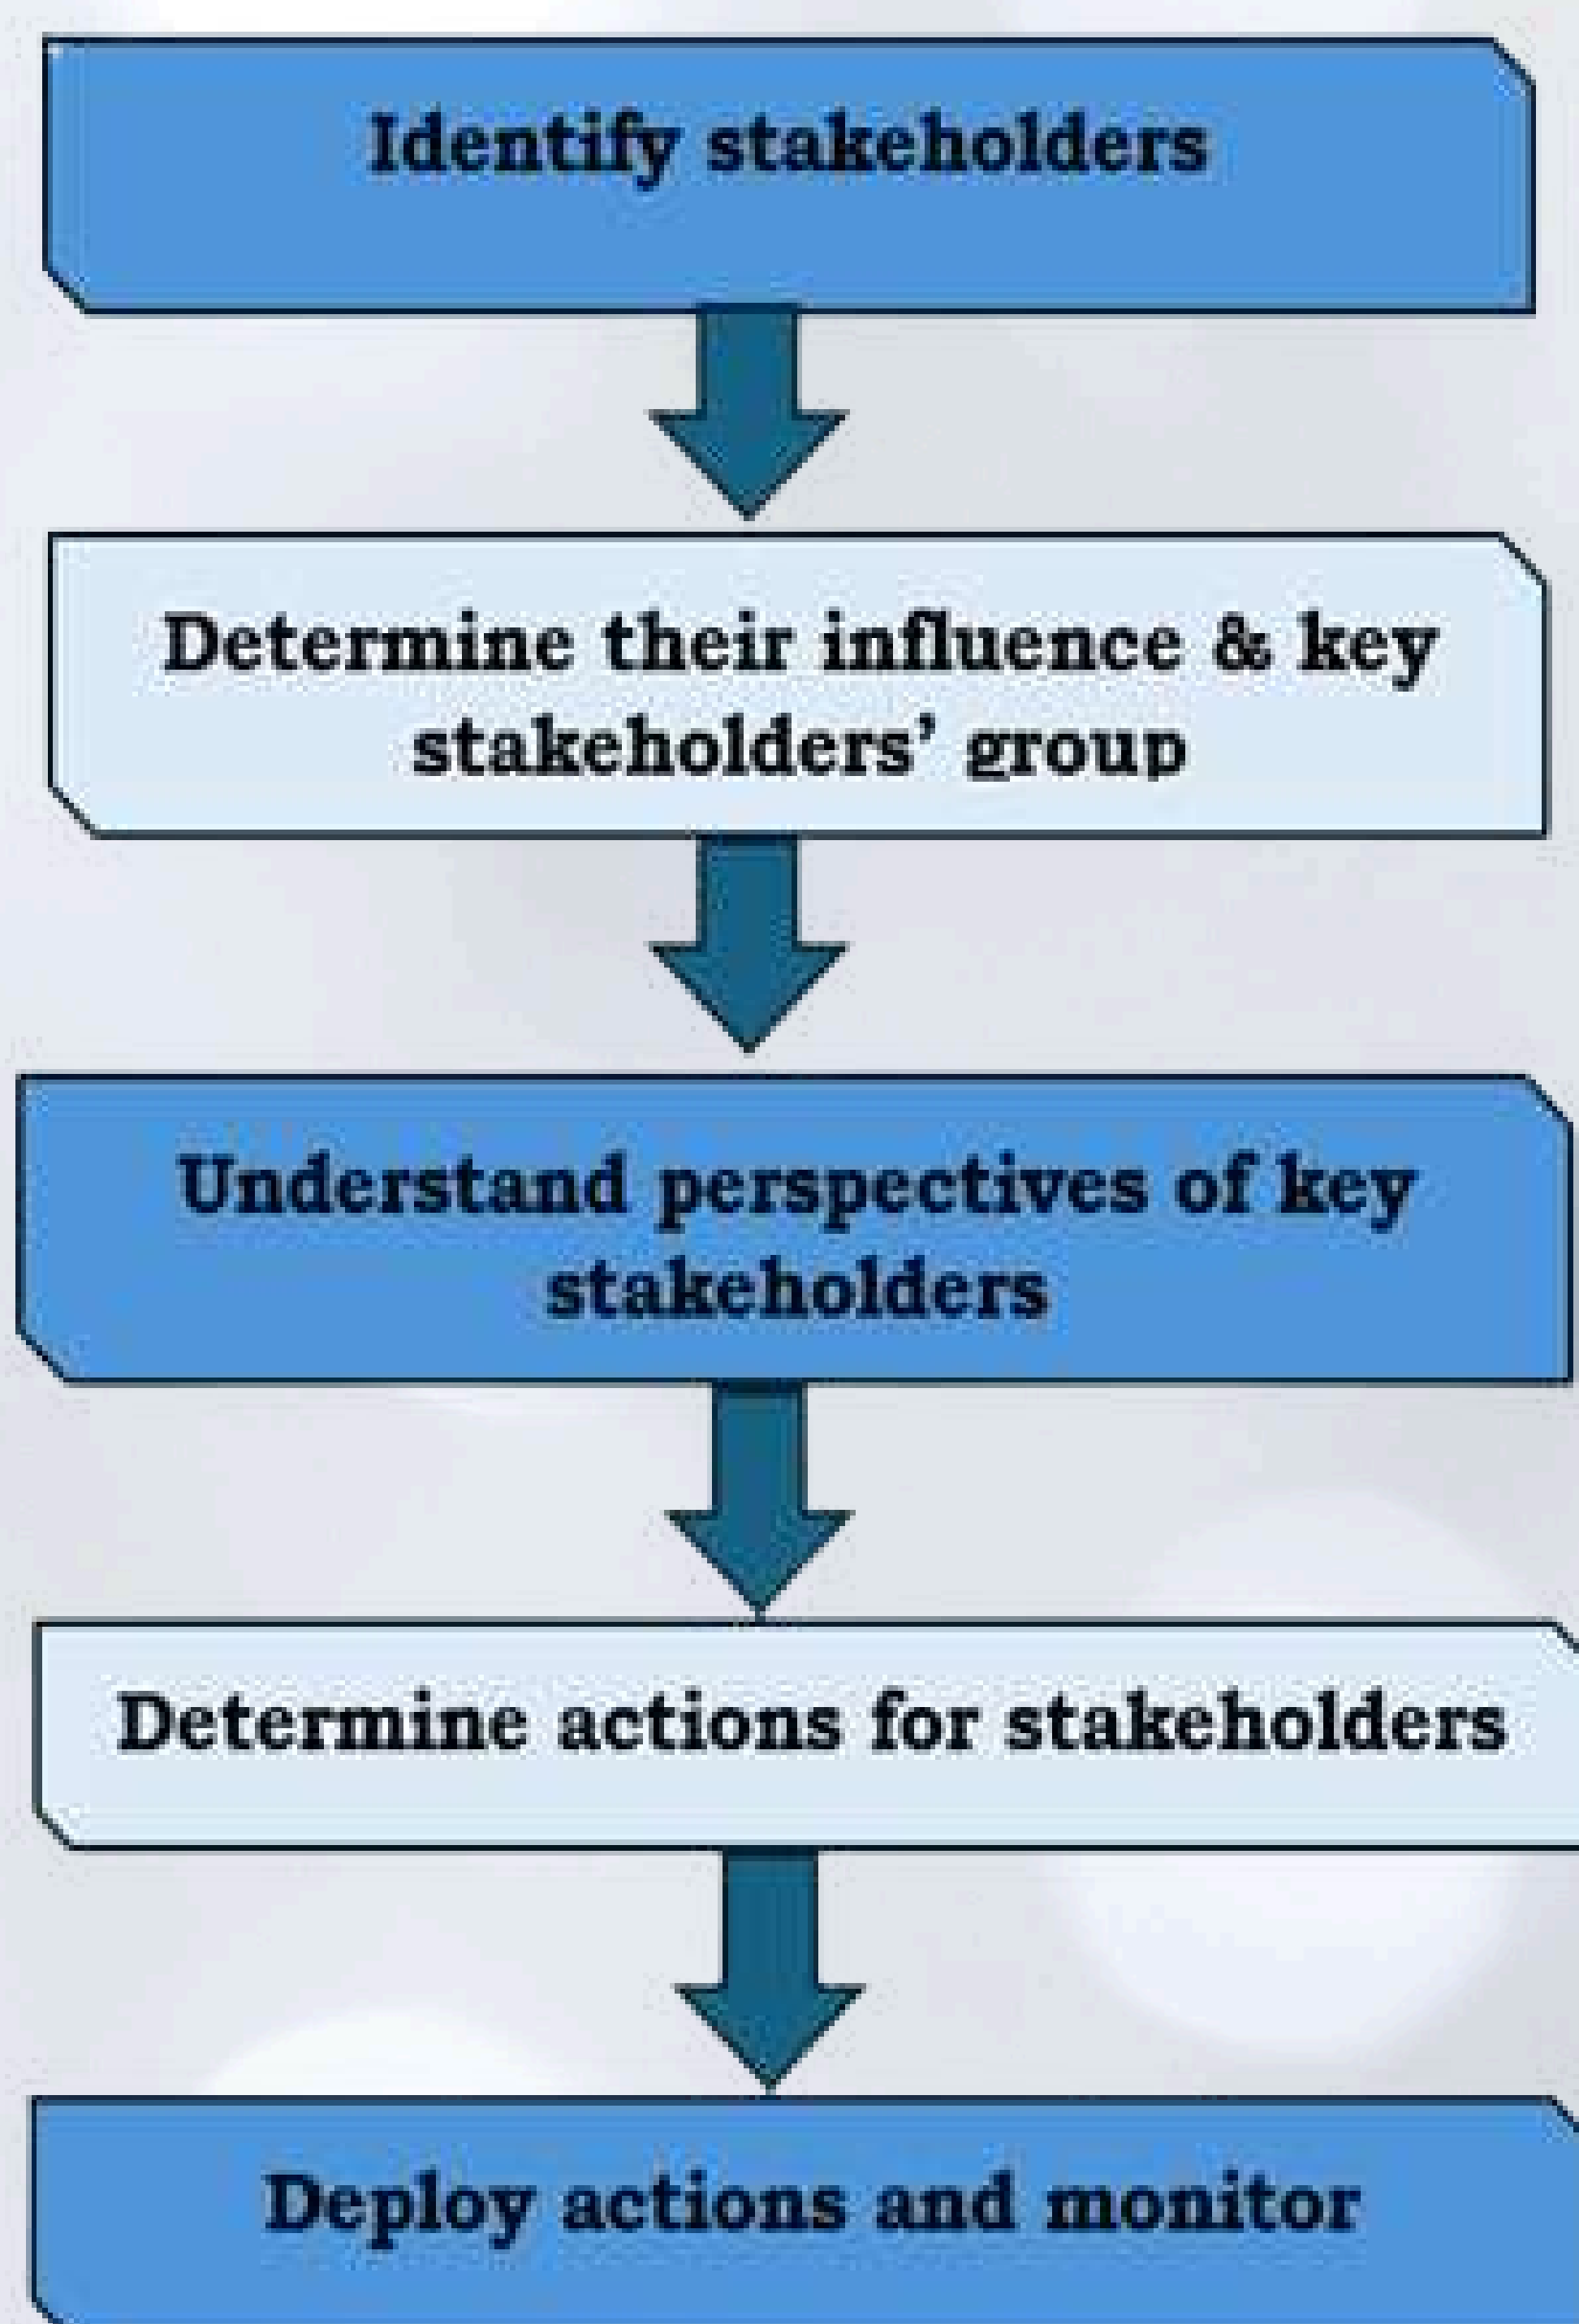 Identify stakeholders
Determine their influence & key
stakeholders’ group
Understand perspectives of key
stakeholders
Determine actions for stakeholders
Deploy actions and monitor